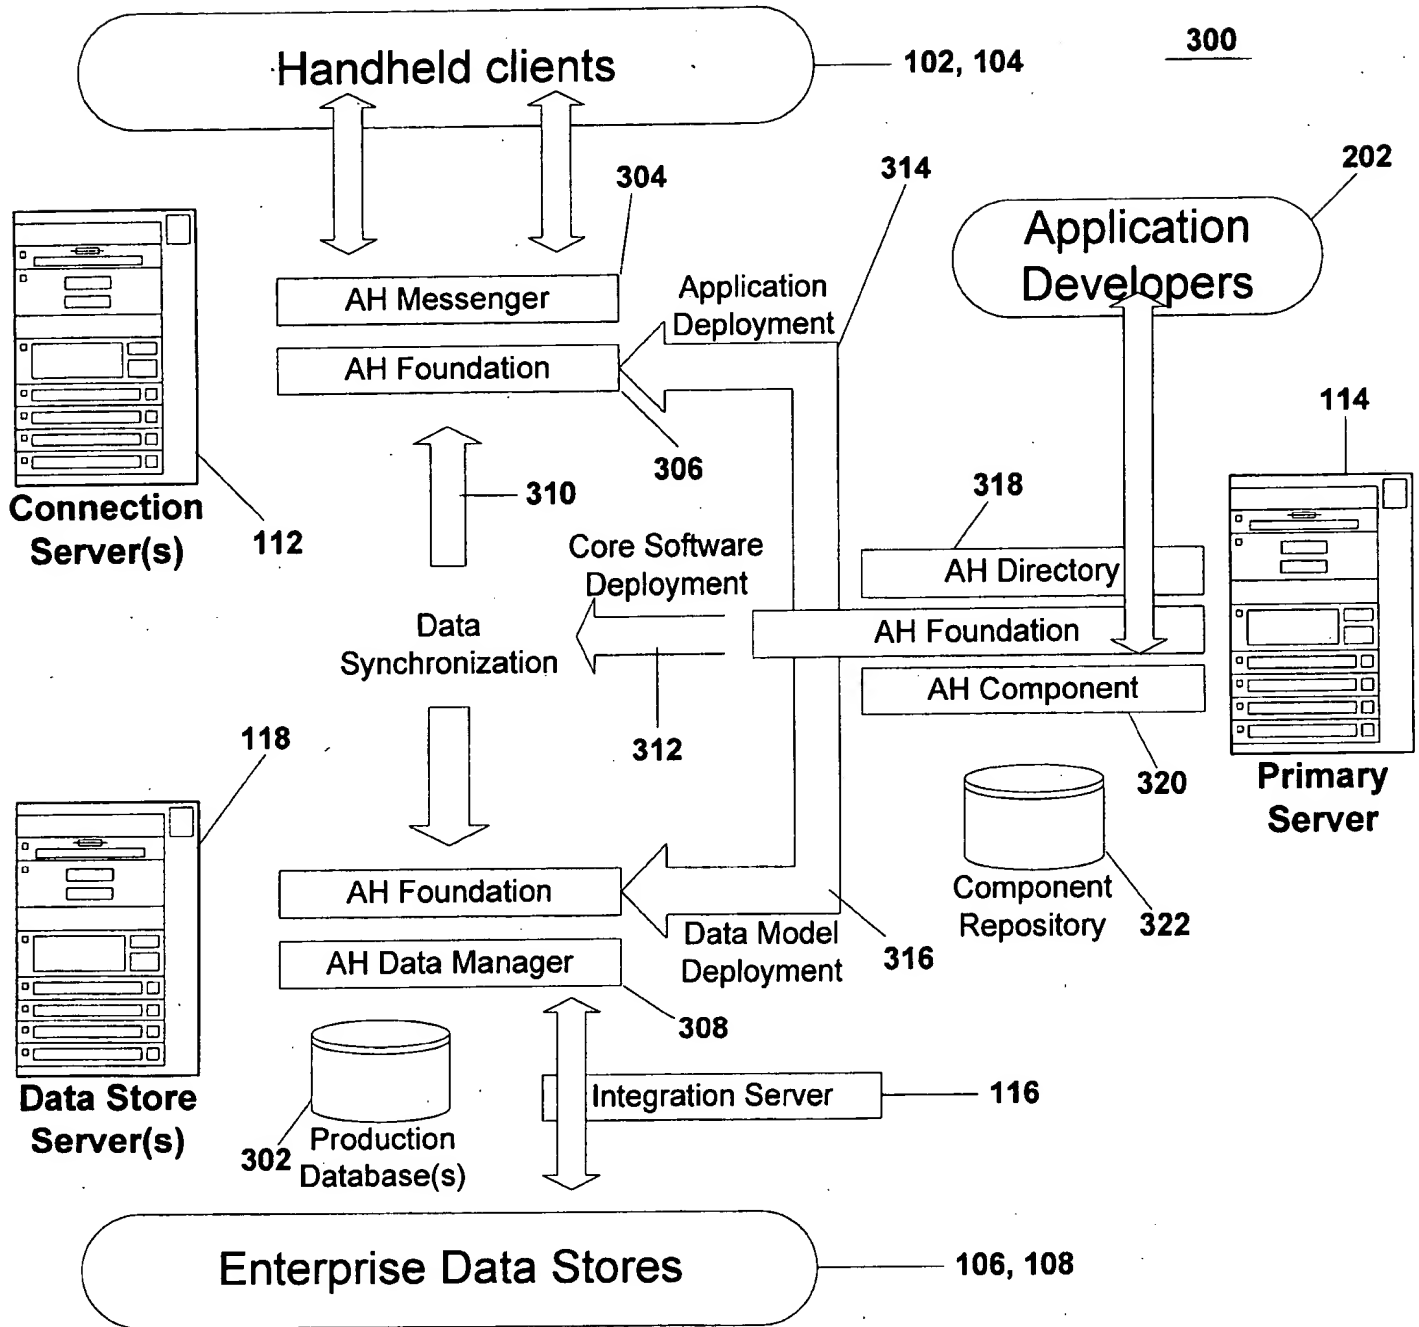 Handheld clients
102, 104
300
304
314
202
Application
Developers
AH Messenger
Application
Deployment
AH Foundation
306
114
Connection
Server(s)
112
310
318
Core Software
Deployment
AH Directory
Data
Synchronization
AH Foundation
AH Component
312
320
Primary
Server
118
Component
Repository
322
AH Foundation
Data Model
Deployment
316
AH Data Manager
308
Data Store
Server(s)
Integration Server
116
302
Production
Database(s)
Enterprise Data Stores
106, 108